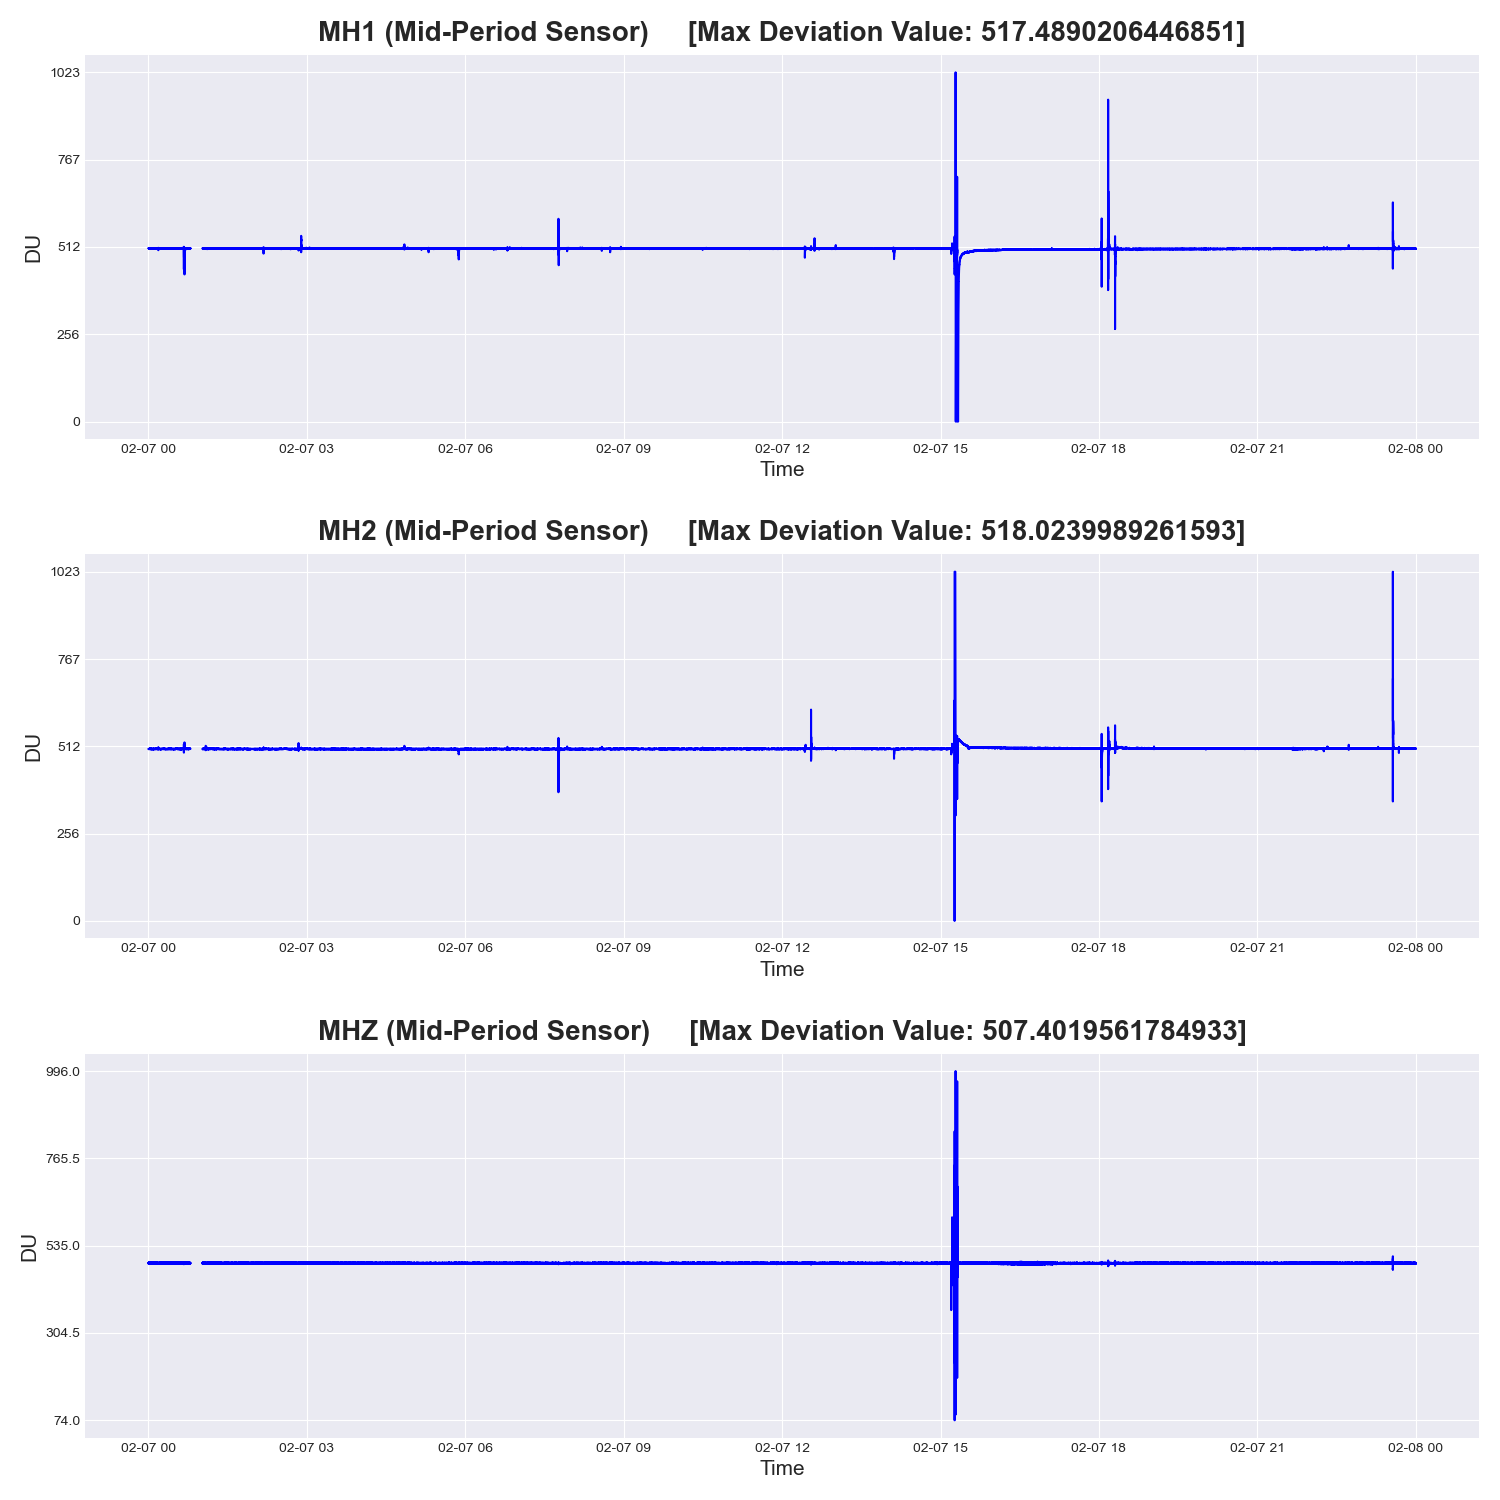 MH1 (Mid-Period Sensor) [Max Deviation Value: 517.4890206446851]
1023
767
512
256
0
DU
02-07 00 02-07 03 02-07 06 02-07 09 02-07 12 02-07 15 02-07 18 02-07 21 02-08 00
Time
MH2 (Mid-Period Sensor) [Max Deviation Value: 518.0239989261593]
1023
767
512
256
0
DU
02-07 00 02-07 03 02-07 06 02-07 09 02-07 12 02-07 15 02-07 18 02-07 21 02-08 00
Time
MHZ (Mid-Period Sensor) [Max Deviation Value: 507.4019561784933]
996.0
765.5
535.0
304.5
74.0
DU
02-07 00 02-07 03 02-07 06 02-07 09 02-07 12 02-07 15 02-07 18 02-07 21 02-08 00
Time